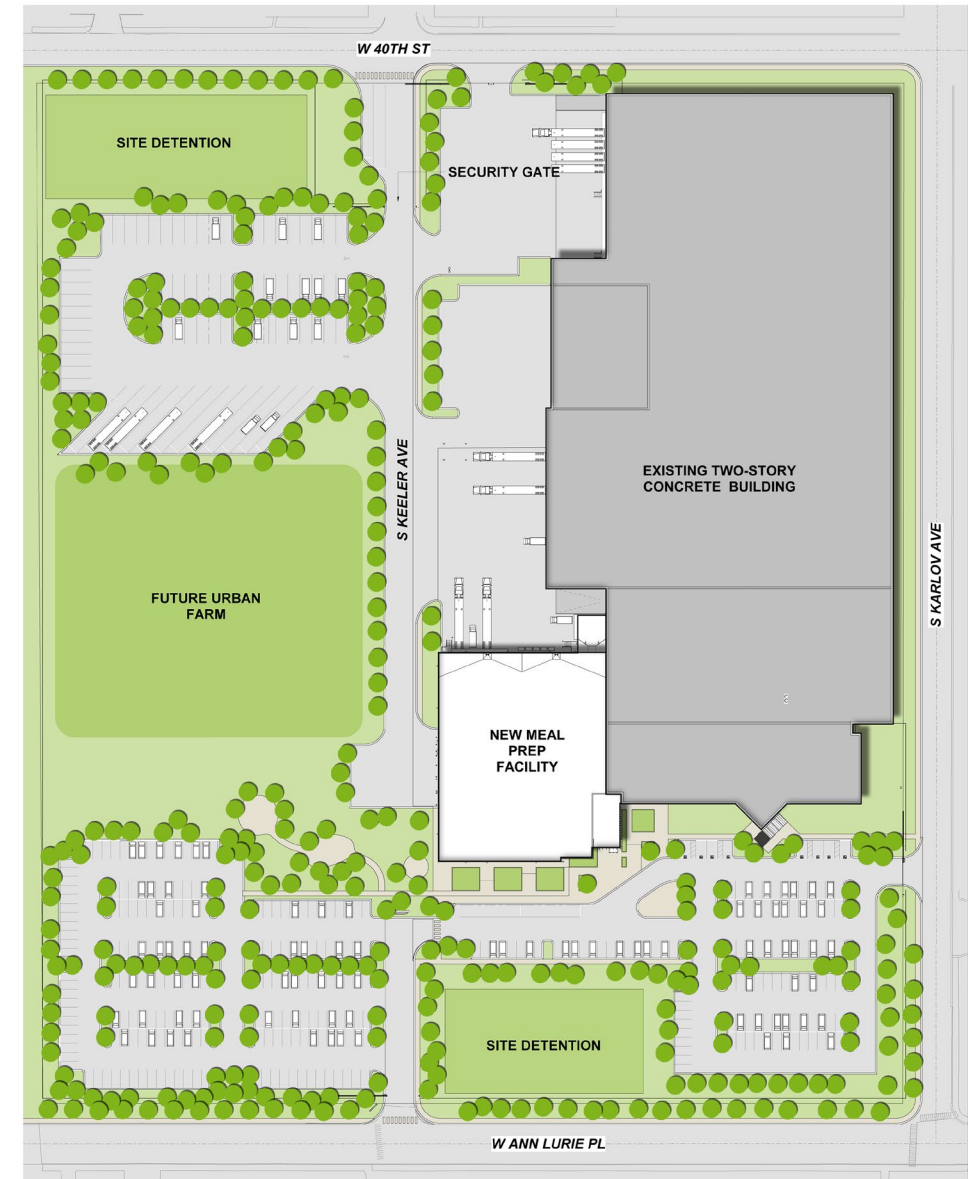 W 40TH ST
SITE DETENTION
SECURITY GATE
S KEELER AVE
EXISTING TWO-STORY
CONCRETE BUILDING
S KARLOV AVE
FUTURE URBAN
FARM
NEW MEAL
PREP
FACILITY
SITE DETENTION
W ANN LURIE PL